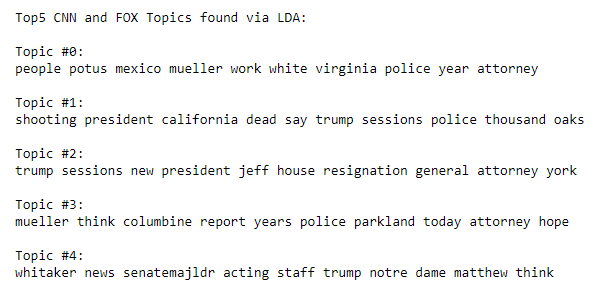 Top5 CNN and FOX Topics found via LDA:
Topic #0:
people potus mexico mueller work white virginia police year attorney
Topic #1:
shooting president california dead say trump sessions police thousand oaks
Topic #2:
trump sessions new president jeff house resignation general attorney york
Topic #3:
mueller think columbine report years police parkland today attorney hope
Topic #4:
whitaker news senatemajldr acting staff trump notre dame matthew think